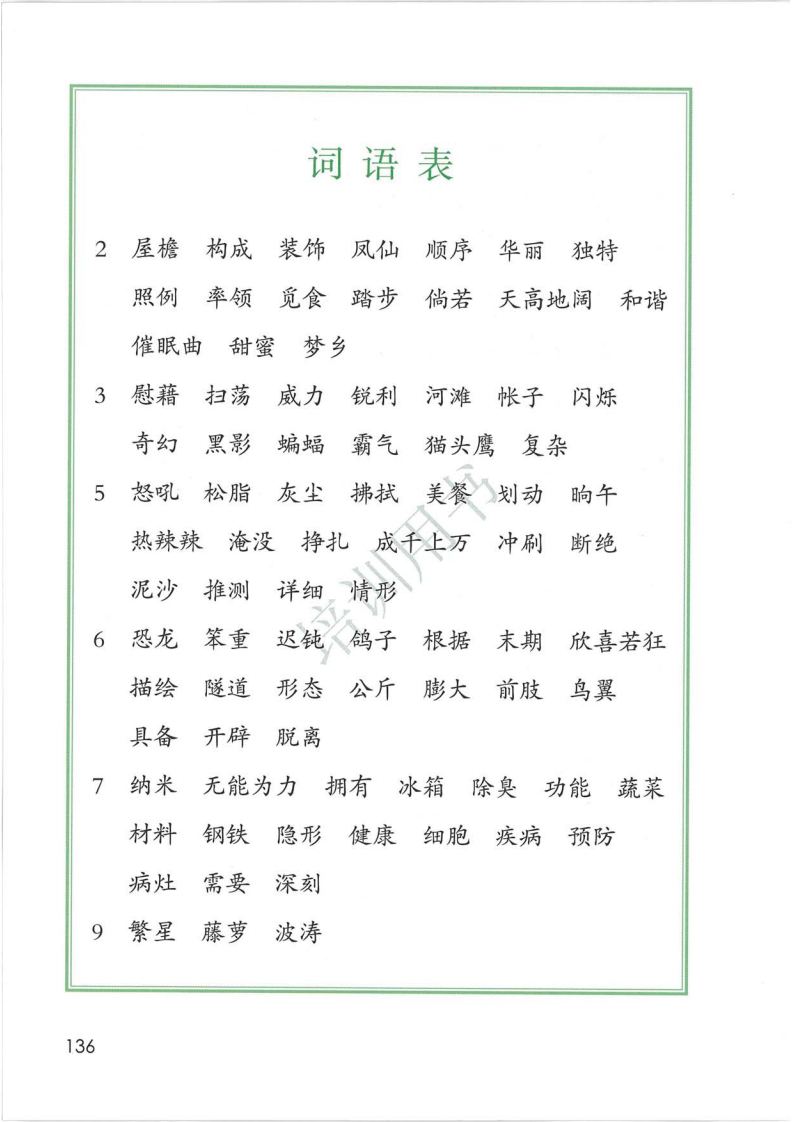 词语表
2 屋檐 构成 装饰 凤仙 顺序 华丽 独特
照例 率领 觅食 踏步 倘若 天高地阔 和谐
催眠曲 甜蜜 梦乡
3 慰藉 扫荡 威力 锐利 河滩 帐子 闪烁
奇幻 黑影 蝙蝠 霸气 猫头鹰 复杂
5 怒吼 松脂 灰尘 拂拭 美餐 划动 晌午
热辣辣 淹没 挣扎 成千上万 冲刷 断绝
泥沙 推测 详细 情形
6 恐龙 笨重 迟钝 鸽子 根据 末期 欣喜若狂
描绘 隧道 形态 公斤 膨大 前肢 鸟翼
具备 开辟 脱离
7 纳米 无能为力 拥有 冰箱 除臭 功能 蔬菜
材料 钢铁 隐形 健康 细胞 疾病 预防
病灶 需要 深刻
9 繁星 藤萝 波涛
培训用书
136